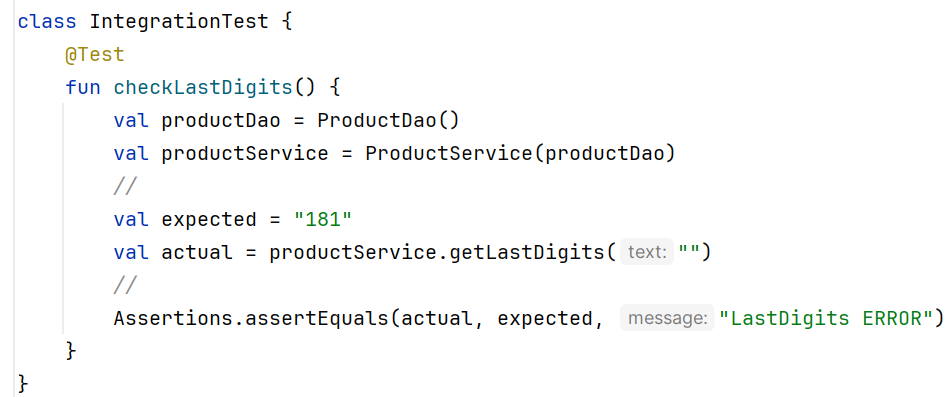 class IntegrationTest {
    @Test
    fun checkLastDigits() {
        val productDao = ProductDao()
        val productService = ProductService(productDao)
        //
        val expected = "181"
        val actual = productService.getLastDigits( text: "")
        //
        Assertions.assertEquals(actual, expected, message: "LastDigits ERROR")
    }
}